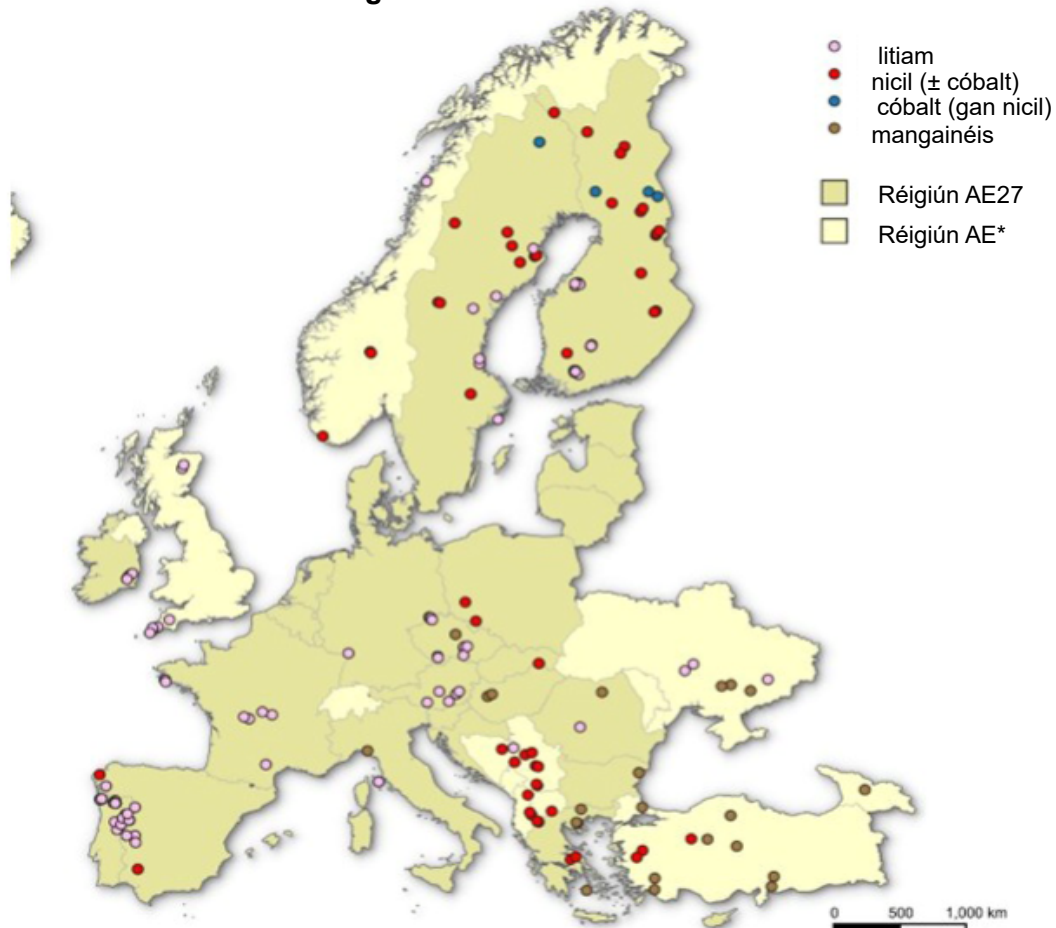 litiam
nicil (± cóbalt)
cóbalt (gan nicil)
mangainéis
Réigiún AE27
Réigiún AE*
0 500 1,000 km